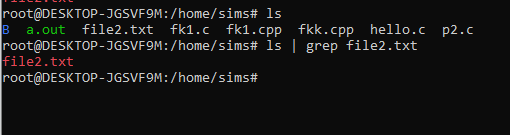 root@DESKTOP-JGSVF9M:/home/sims# ls
B  a.out  file2.txt  fk1.c  fk1.cpp  fkk.cpp  hello.c  p2.c
root@DESKTOP-JGSVF9M:/home/sims# ls | grep file2.txt
file2.txt
root@DESKTOP-JGSVF9M:/home/sims#